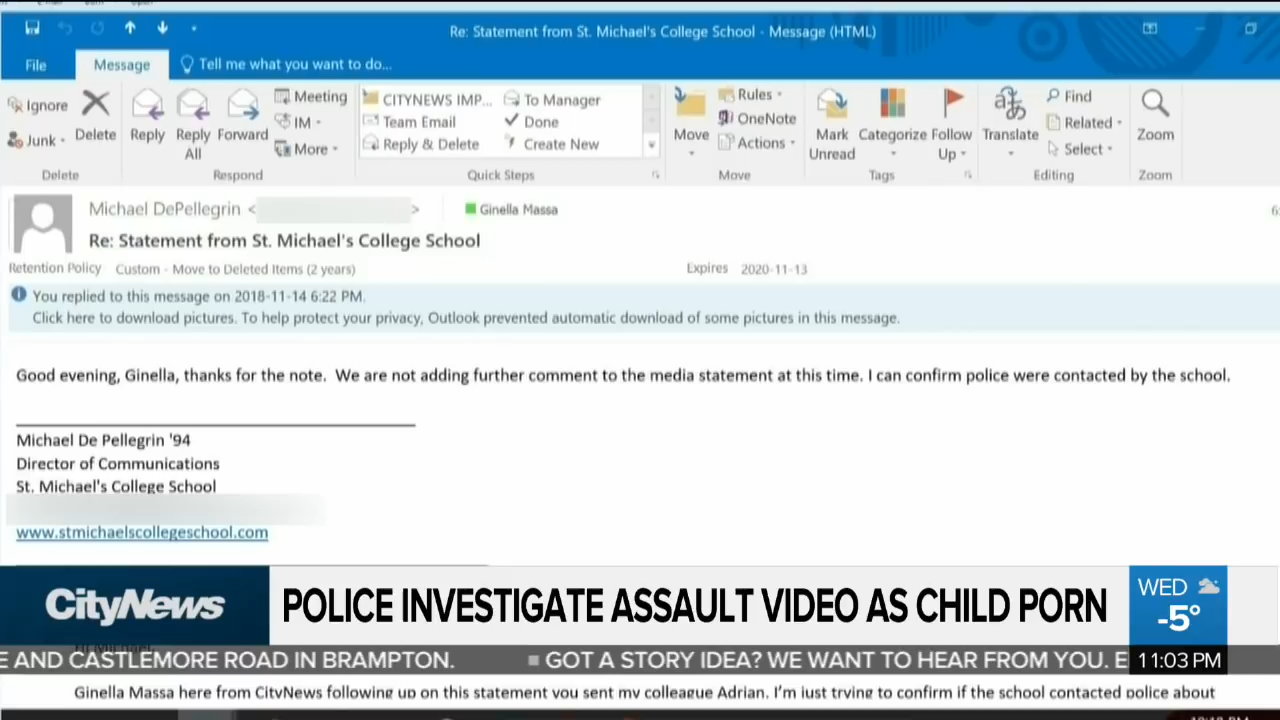 Re: Statement from St. Michael's College School - Message (HTML)
File
Message
Tell me what you want to do...
Ignore
Junk
Delete
Delete
Reply
Reply All
Forward
Meeting
IM
More
Respond
CITYNEWS IMP...
To Manager
Team Email
Done
Reply & Delete
Create New
Quick Steps
Move
Rules
OneNote
Actions
Move
Mark Unread
Categorize
Follow Up
Tags
Translate
Find
Related
Select
Editing
Zoom
Zoom
Michael DePellegrin < >
Ginella Massa
Re: Statement from St. Michael's College School
Retention Policy Custom - Move to Deleted Items (2 years)
Expires 2020-11-13
You replied to this message on 2018-11-14 6:22 PM.
Click here to download pictures. To help protect your privacy, Outlook prevented automatic download of some pictures in this message.
Good evening, Ginella, thanks for the note. We are not adding further comment to the media statement at this time. I can confirm police were contacted by the school.
Michael De Pellegrin '94
Director of Communications
St. Michael's College School
www.stmichaelscollegeschool.com
CityNews
POLICE INVESTIGATE ASSAULT VIDEO AS CHILD PORN
WED
-5°
E AND CASTLEMORE ROAD IN BRAMPTON. ■ GOT A STORY IDEA? WE WANT TO HEAR FROM YOU. E
11:03 PM
Ginella Massa here from CityNews following up on this statement you sent my colleague Adrian. I'm just trying to confirm if the school contacted police about